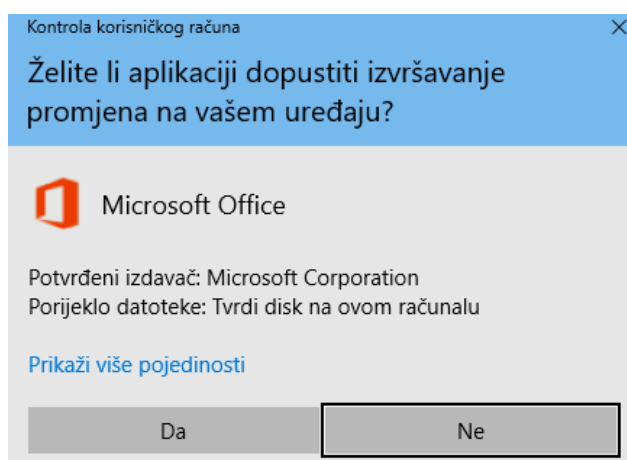 Kontrola korisničkog računa
Želite li aplikaciji dopustiti izvršavanje
promjena na vašem uređaju?
Microsoft Office
Potvrđeni izdavač: Microsoft Corporation
Porijeklo datoteke: Tvrdi disk na ovom računalu
Prikaži više pojedinosti
Da
Ne